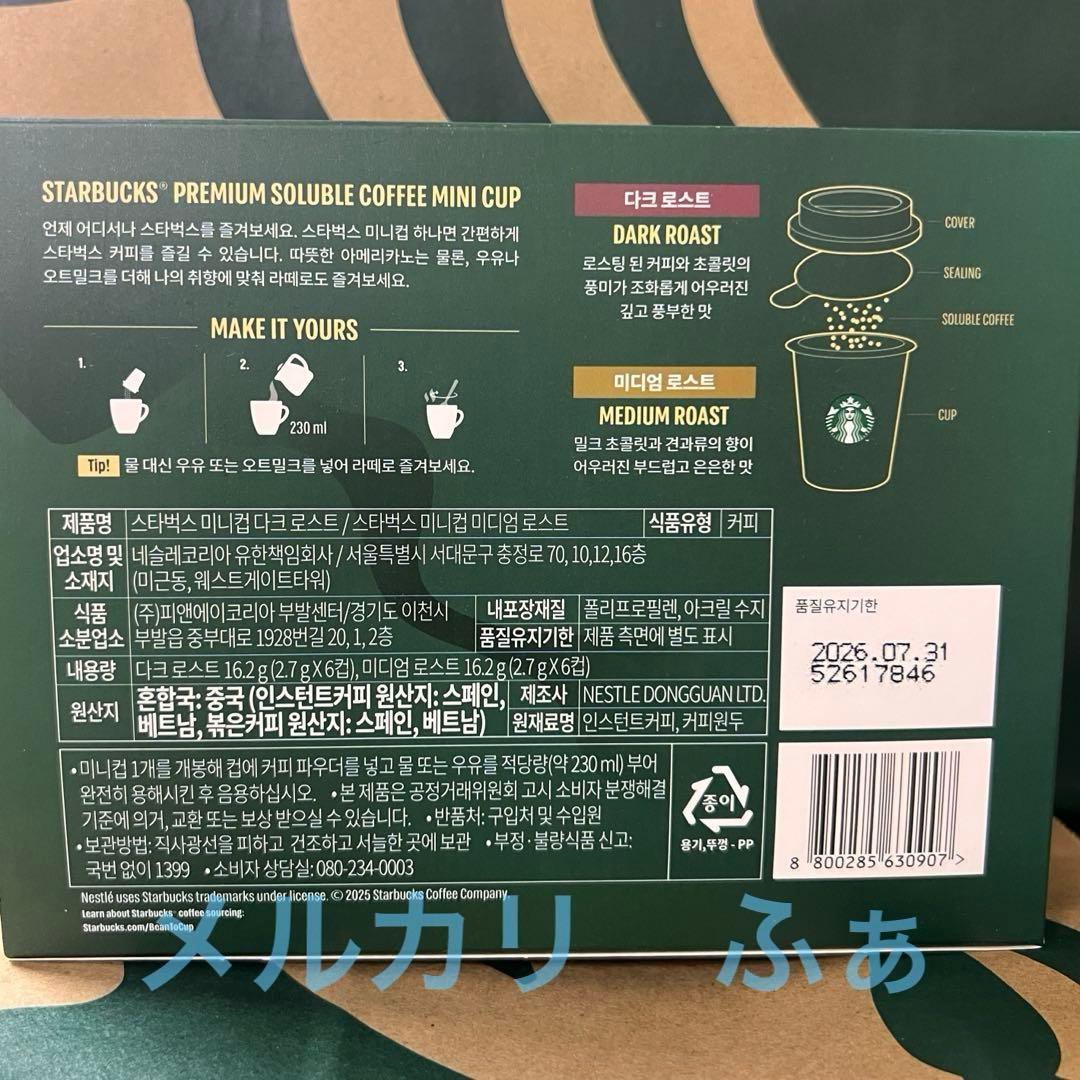 STARBUCKS® PREMIUM SOLUBLE COFFEE MINI CUP
언제 어디서나 스타벅스를 즐겨보세요. 스타벅스 미니컵 하나면 간편하게
스타벅스 커피를 즐길 수 있습니다. 따뜻한 아메리카노는 물론, 우유나
오트밀크를 더해 나의 취향에 맞춰 라떼로도 즐겨보세요.
MAKE IT YOURS
1.
2.
230 ml
3.
Tip! 물 대신 우유 또는 오트밀크를 넣어 라떼로 즐겨보세요.
다크 로스트
DARK ROAST
로스팅 된 커피와 초콜릿의
풍미가 조화롭게 어우러진
깊고 풍부한 맛
미디엄 로스트
MEDIUM ROAST
밀크 초콜릿과 견과류의 향이
어우러진 부드럽고 은은한 맛
COVER
SEALING
SOLUBLE COFFEE
CUP
제품명 스타벅스 미니컵 다크 로스트 / 스타벅스 미니컵 미디엄 로스트 식품유형 커피
업소명 및 네슬레코리아 유한책임회사 / 서울특별시 서대문구 충정로 70, 10,12,16층
소재지 (미근동, 웨스트게이트타워)
식품 (주)피앤에이코리아 부발센터/경기도 이천시 내포장재질 폴리프로필렌, 아크릴 수지
소분업소 부발읍 중부대로 1928번길 20, 1, 2층 품질유지기한 제품 측면에 별도 표시
내용량 다크 로스트 16.2 g (2.7 g X 6컵), 미디엄 로스트 16.2 g (2.7 g X 6컵)
원산지 혼합국: 중국 (인스턴트커피 원산지: 스페인, 제조사 NESTLE DONGGUAN LTD.
베트남, 볶은커피 원산지: 스페인, 베트남) 원재료명 인스턴트커피, 커피원두
•미니컵 1개를 개봉해 컵에 커피 파우더를 넣고 물 또는 우유를 적당량(약 230 ml) 부어
완전히 용해시킨 후 음용하십시오. •본 제품은 공정거래위원회 고시 소비자 분쟁해결
기준에 의거, 교환 또는 보상 받으실 수 있습니다. •반품처: 구입처 및 수입원
•보관방법: 직사광선을 피하고 건조하고 서늘한 곳에 보관 •부정·불량식품 신고:
국번 없이 1399 •소비자 상담실: 080-234-0003
종이
용기,뚜껑 - PP
품질유지기한
2026.07.31
52617846
8 800285 630907 >
Nestlé uses Starbucks trademarks under license. © 2025 Starbucks Coffee Company.
Learn about Starbucks® coffee sourcing:
Starbucks.com/BeanToCup
メルカリ ふぁ